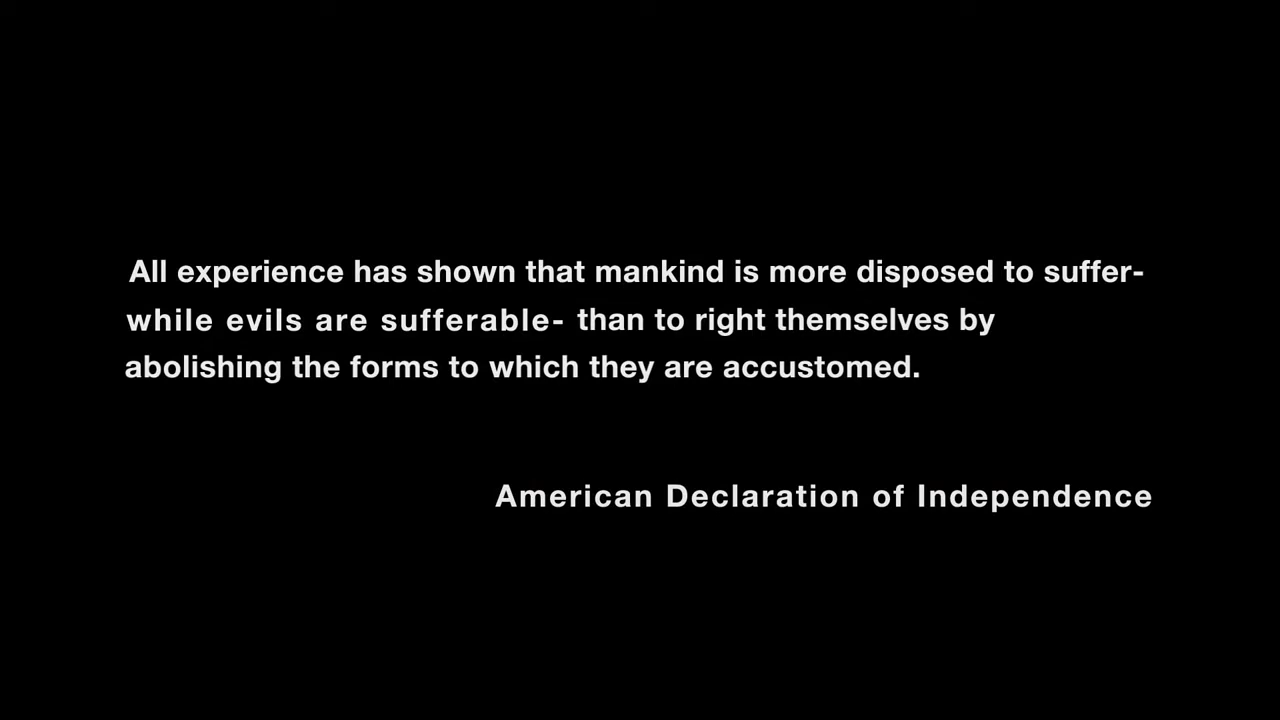 All experience has shown that mankind is more disposed to suffer-
while evils are sufferable- than to right themselves by
abolishing the forms to which they are accustomed.
American Declaration of Independence